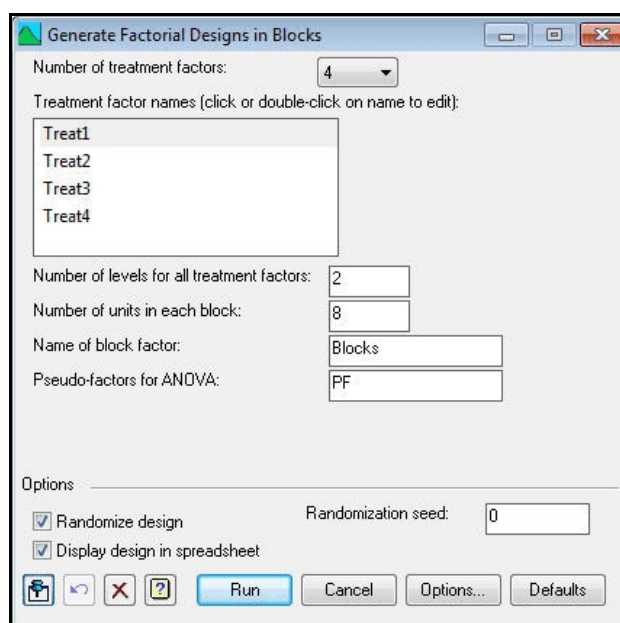 Generate Factorial Designs in Blocks
Number of treatment factors: 4
Treatment factor names (click or double-click on name to edit):
Treat1
Treat2
Treat3
Treat4
Number of levels for all treatment factors: 2
Number of units in each block: 8
Name of block factor: Blocks
Pseudo-factors for ANOVA: PF
Options
Randomize design Randomization seed: 0
Display design in spreadsheet
Run Cancel Options... Defaults